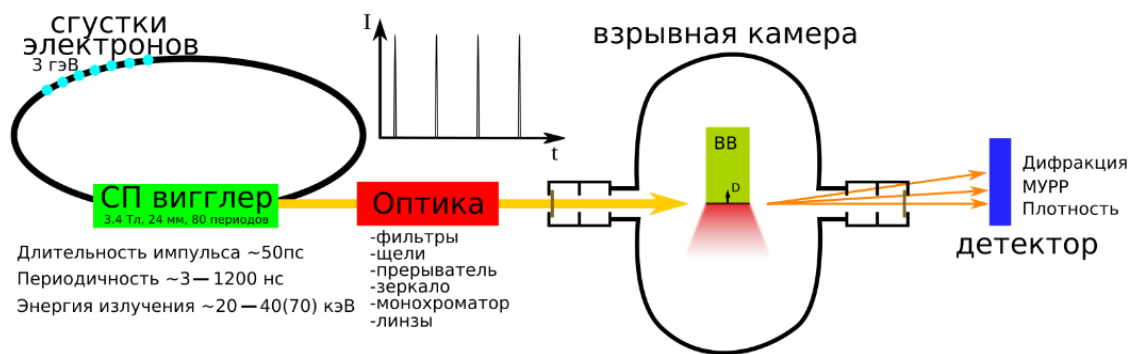 сгустки
электронов
3 гэВ
I
t
взрывная камера
ВВ
D
СП вигглер
3.4 Тл, 24 мм, 80 периодов
Оптика
Дифракция
МУРР
Плотность
детектор
Длительность импульса ~50пс
Периодичность ~3—1200 нс
Энергия излучения ~20—40(70) кэВ
-фильтры
-щели
-прерыватель
-зеркало
-монохроматор
-линзы